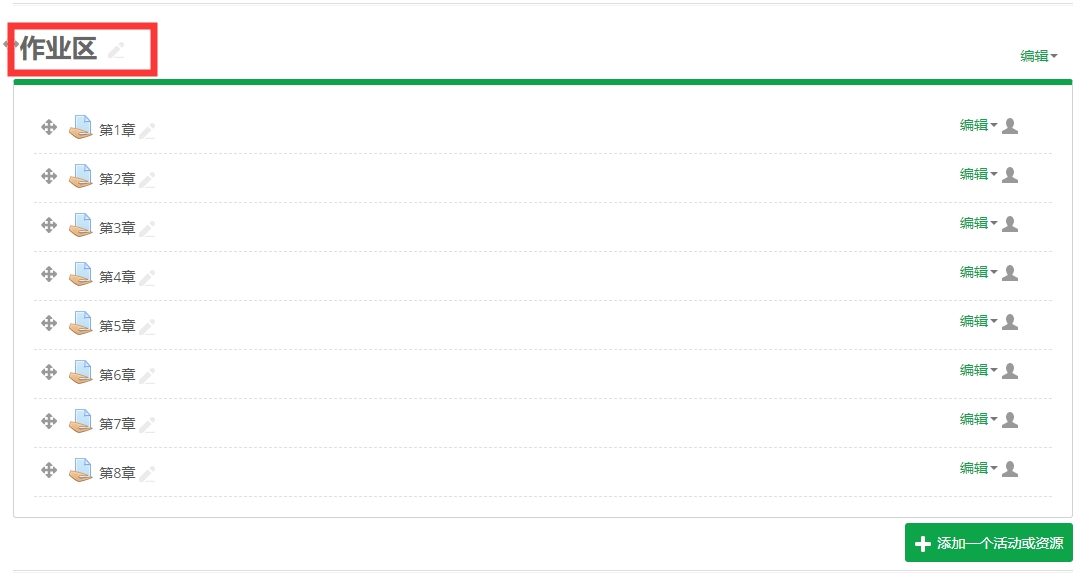 作业区
编辑
第1章 编辑
第2章 编辑
第3章 编辑
第4章 编辑
第5章 编辑
第6章 编辑
第7章 编辑
第8章 编辑
添加一个活动或资源